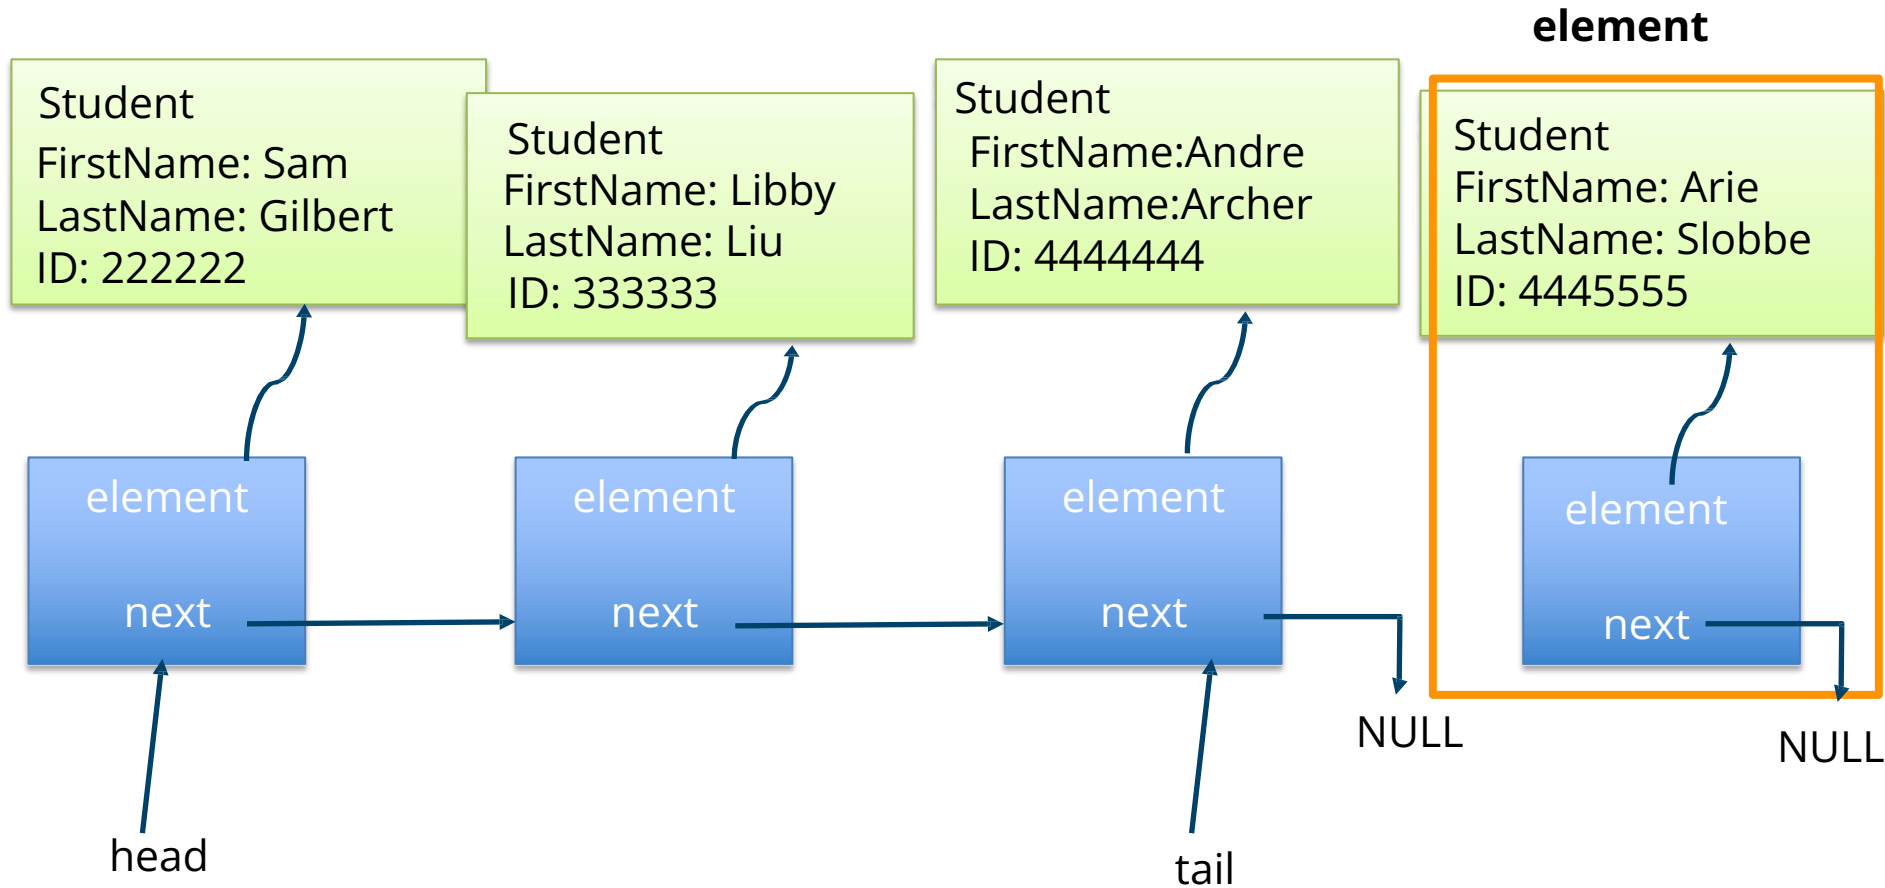 element
Student
FirstName: Sam
LastName: Gilbert
ID: 222222
Student
FirstName: Libby
LastName: Liu
ID: 333333
Student
FirstName:Andre
LastName:Archer
ID: 4444444
Student
FirstName: Arie
LastName: Slobbe
ID: 4445555
element
next
element
next
element
next
element
next
NULL
NULL
head
tail